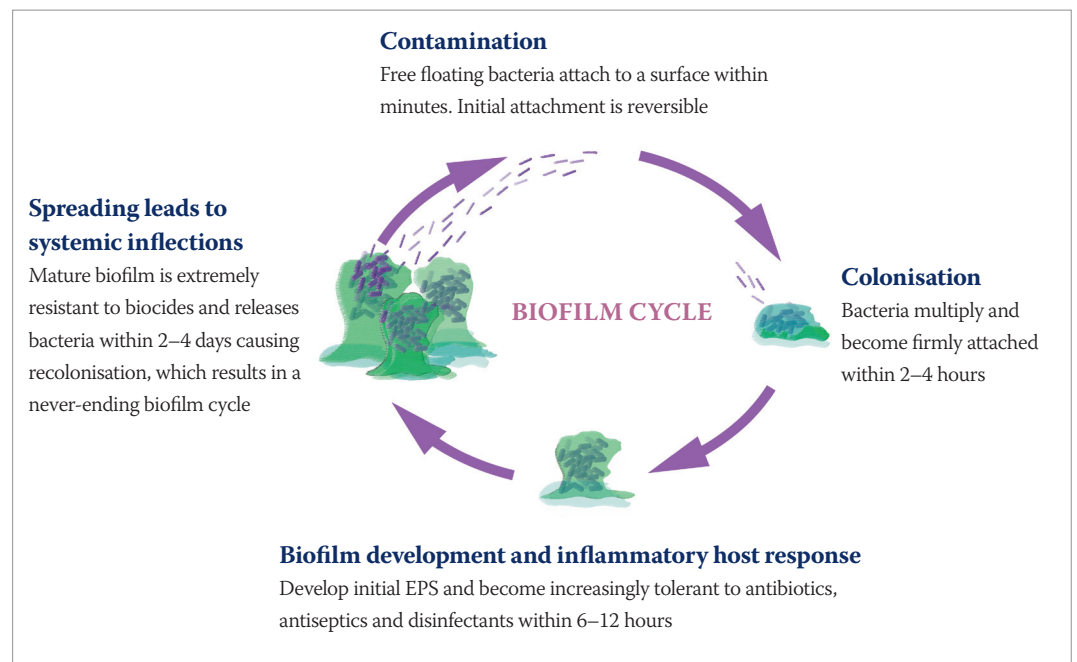 Contamination
Free floating bacteria attach to a surface within
minutes. Initial attachment is reversible
Spreading leads to
systemic inflections
Mature biofilm is extremely
resistant to biocides and releases
bacteria within 2–4 days causing
recolonisation, which results in a
never-ending biofilm cycle
BIOFILM CYCLE
Colonisation
Bacteria multiply and
become firmly attached
within 2–4 hours
Biofilm development and inflammatory host response
Develop initial EPS and become increasingly tolerant to antibiotics,
antiseptics and disinfectants within 6–12 hours